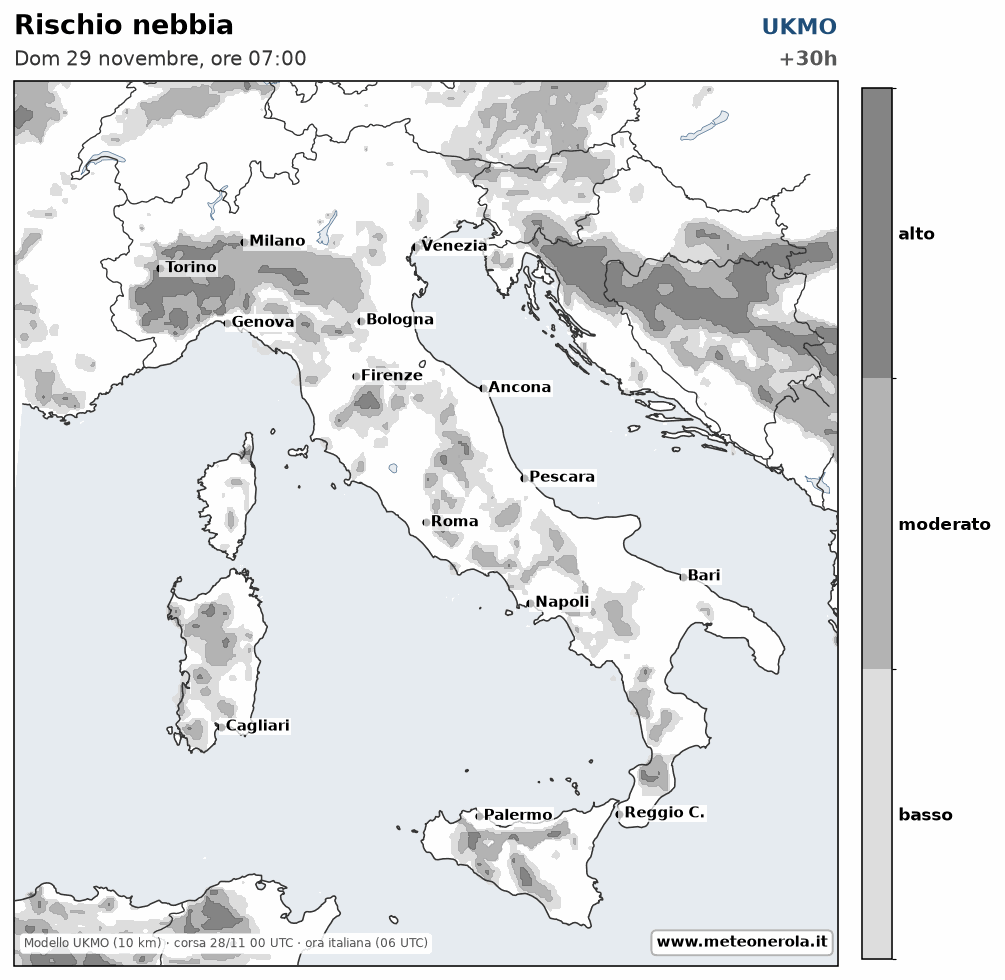 Rischio nebbia
UKMO
Dom 29 novembre, ore 07:00
+30h
Milano
Venezia
Torino
Bologna
Genova
Firenze
Ancona
Pescara
Roma
Bari
Napoli
Cagliari
Palermo
Reggio C.
alto
moderato
basso
Modello UKMO (10 km) · corsa 28/11 00 UTC · ora italiana (06 UTC)
www.meteonerola.it